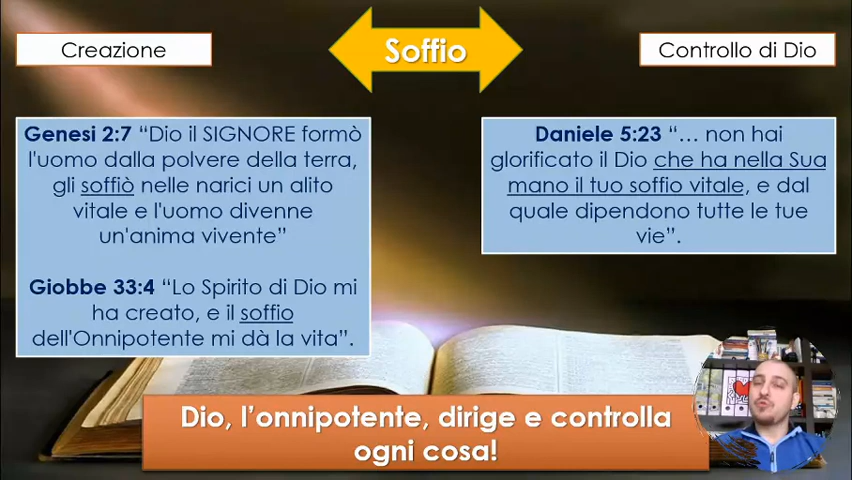 Creazione
Soffio
Controllo di Dio
Genesi 2:7 “Dio il SIGNORE formò
l'uomo dalla polvere della terra,
gli soffiò nelle narici un alito
vitale e l'uomo divenne
un'anima vivente”
Giobbe 33:4 “Lo Spirito di Dio mi
ha creato, e il soffio
dell'Onnipotente mi dà la vita”.
Daniele 5:23 “… non hai
glorificato il Dio che ha nella Sua
mano il tuo soffio vitale, e dal
quale dipendono tutte le tue
vie”.
Dio, l’onnipotente, dirige e controlla
ogni cosa!